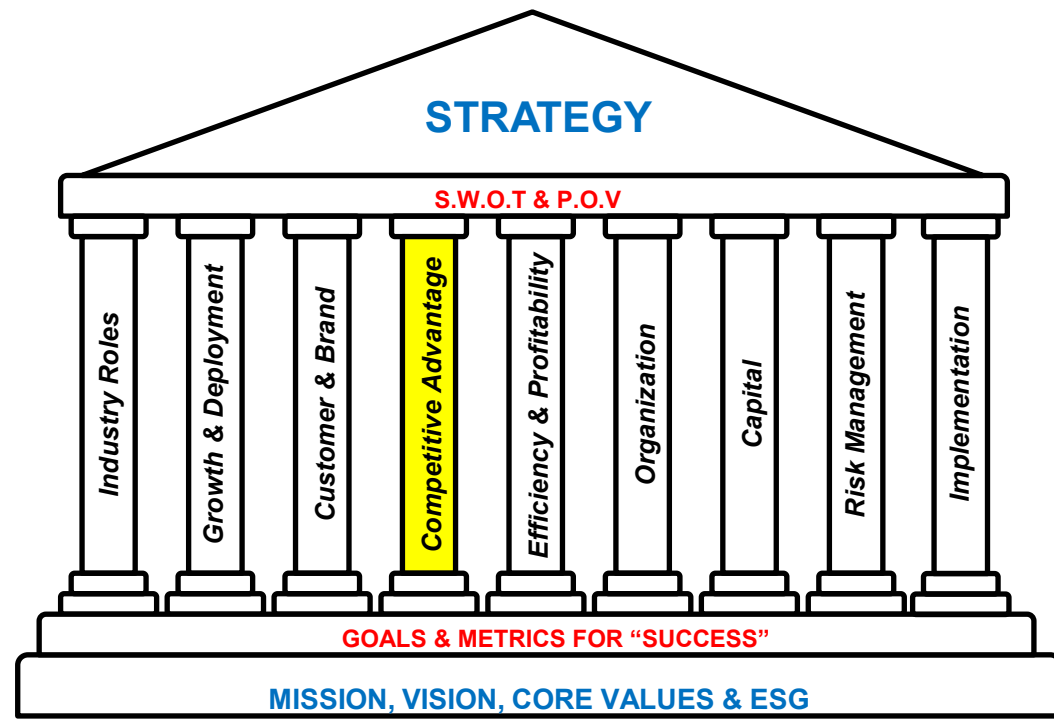 STRATEGY
S.W.O.T & P.O.V
Industry Roles
Growth & Deployment
Customer & Brand
Competitive Advantage
Efficiency & Profitability
Organization
Capital
Risk Management
Implementation
GOALS & METRICS FOR “SUCCESS”
MISSION, VISION, CORE VALUES & ESG